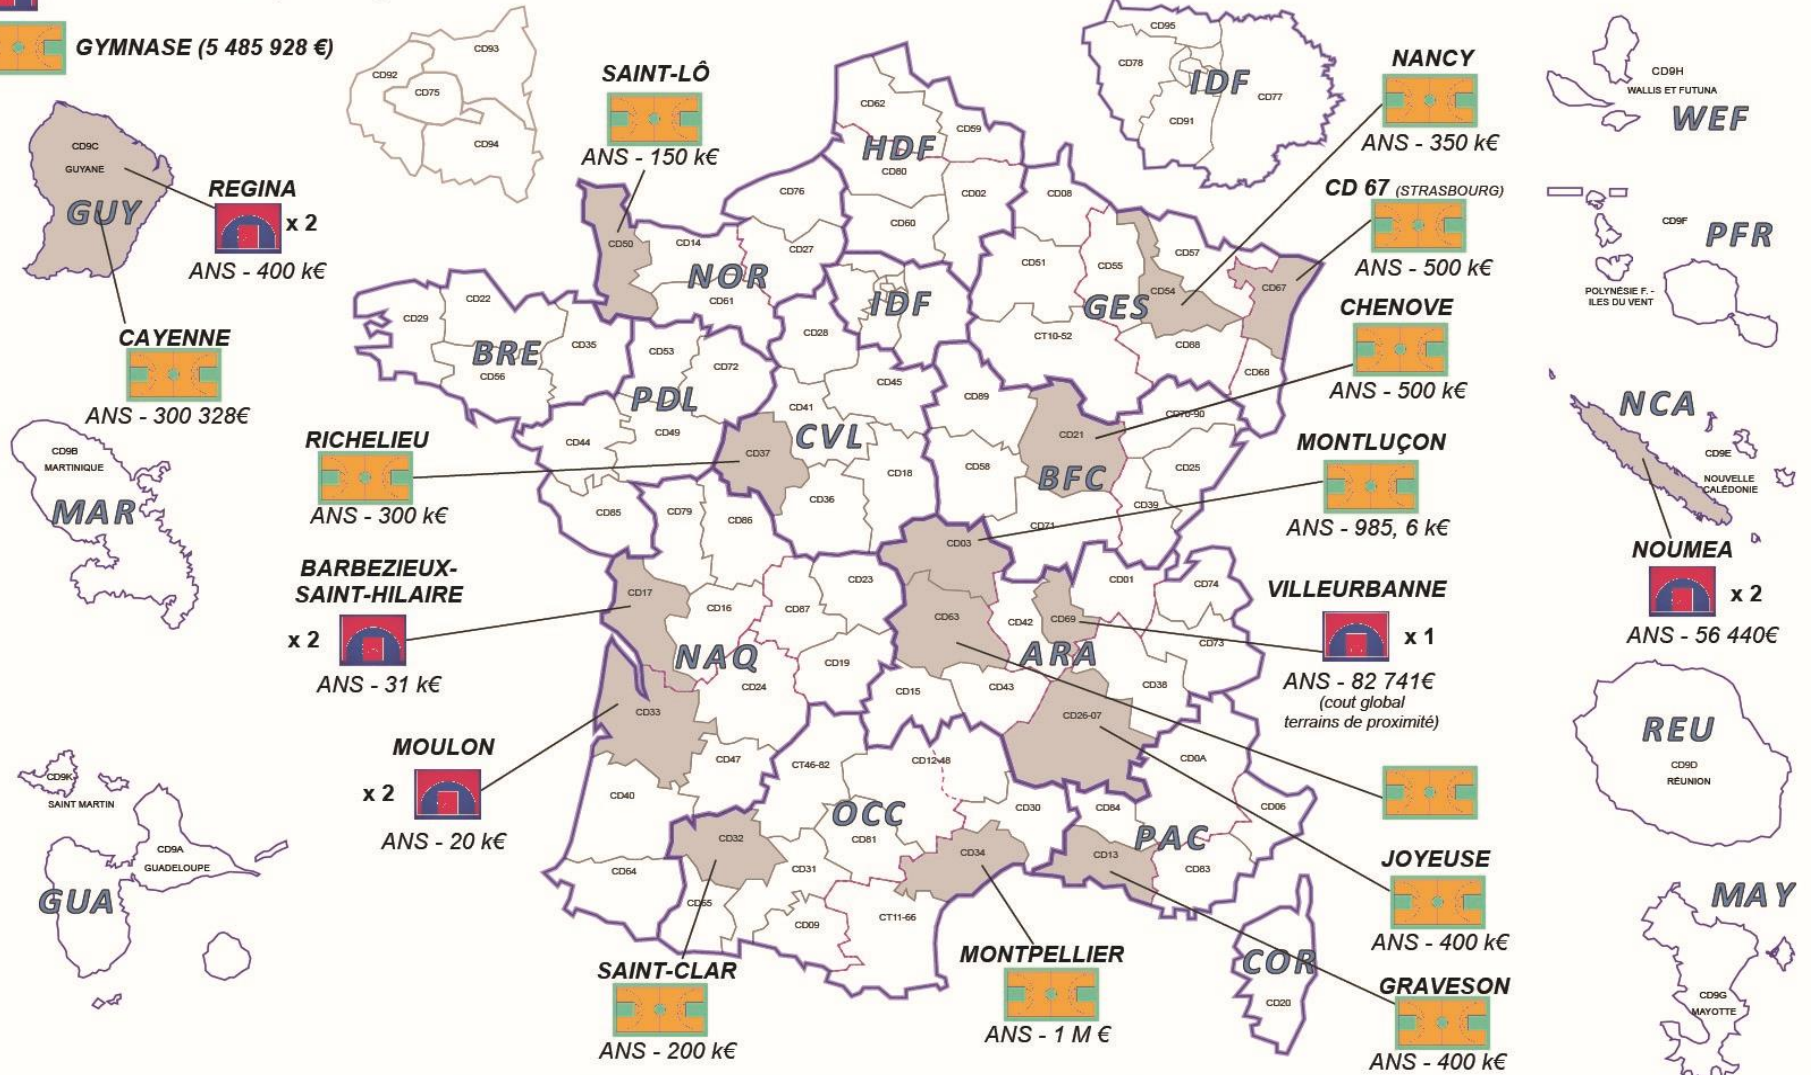 GYMNASE (5 485 928 €)
CD93
CD92
CD75
CD94
SAINT-LÔ
ANS - 150 k€
CD95
CD78
IDF
CD77
CD91
NANCY
ANS - 350 k€
CD9H
WALLIS ET FUTUNA
WEF
CD9C
GUYANE
GUY
REGINA
x 2
ANS - 400 k€
CAYENNE
ANS - 300 328€
CD62
CD59
HDF
CD80
CD02
CD60
CD76
CD27
CD08
CD 67 (STRASBOURG)
ANS - 500 k€
CD9F
PFR
POLYNÉSIE F. -
ILES DU VENT
CD50
CD14
NOR
CD61
IDF
CD51
CD55
CD57
CD54
CD67
GES
CT10-52
CD88
CD68
CHENOVE
ANS - 500 k€
CD22
CD29
BRE
CD35
CD56
CD53
CD72
PDL
CD44
CD49
CD28
CD45
CD41
CVL
CD37
CD18
CD36
CD89
CD21
CD70-90
CD58
BFC
CD25
CD39
CD71
NCA
CD9E
NOUVELLE
CALÉDONIE
CD9B
MARTINIQUE
MAR
RICHELIEU
ANS - 300 k€
MONTLUÇON
ANS - 985, 6 k€
NOUMEA
x 2
ANS - 56 440€
CD85
CD79
CD86
CD03
CD23
CD01
CD74
BARBEZIEUX-
SAINT-HILAIRE
x 2
ANS - 31 k€
CD17
CD16
CD87
CD63
CD42
CD69
CD73
NAQ
CD19
ARA
CD24
CD15
CD43
CD38
CD33
CD26-07
VILLEURBANNE
x 1
ANS - 82 741€
(cout global
terrains de proximité)
REU
CD9D
RÉUNION
MOULON
x 2
ANS - 20 k€
CD47
CT46-82
CD12-48
CD0A
CD40
CD30
CD84
CD06
OCC
PAC
CD32
CD81
CD34
CD13
CD83
CD64
CD31
CD65
CD09
CT11-66
CD9K
SAINT MARTIN
CD9A
GUADELOUPE
GUA
JOYEUSE
ANS - 400 k€
SAINT-CLAR
ANS - 200 k€
MONTPELLIER
ANS - 1 M €
COR
CD20
GRAVESON
ANS - 400 k€
MAY
CD9G
MAYOTTE